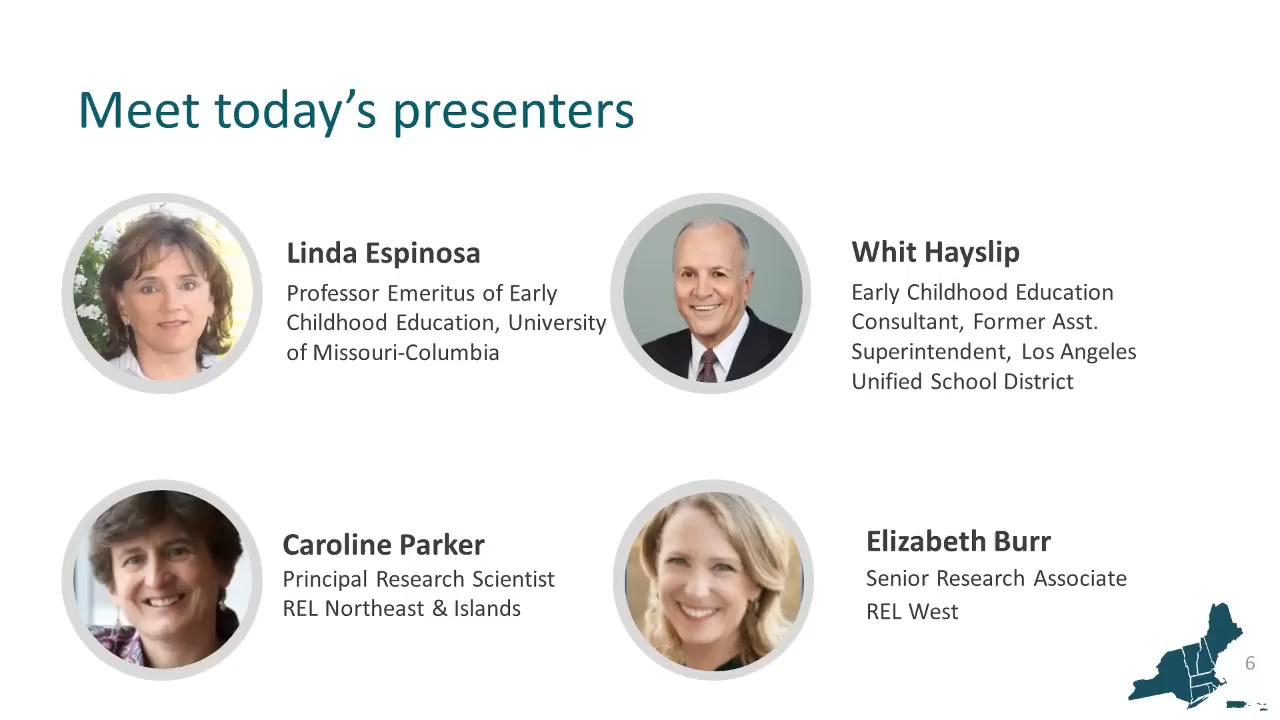 Meet today's presenters
Linda Espinosa
Professor Emeritus of Early
Childhood Education, University
of Missouri-Columbia
Whit Hayslip
Early Childhood Education
Consultant, Former Asst.
Superintendent, Los Angeles
Unified School District
Caroline Parker
Principal Research Scientist
REL Northeast & Islands
Elizabeth Burr
Senior Research Associate
REL West
6